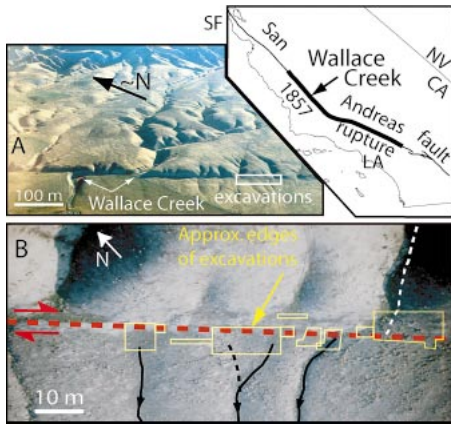 SF
San
NV
CA
Wallace
Creek
1857
Andreas
rupture
fault
LA
~N
A
100 m
Wallace Creek
excavations
B
N
Approx. edges
of excavations
10 m